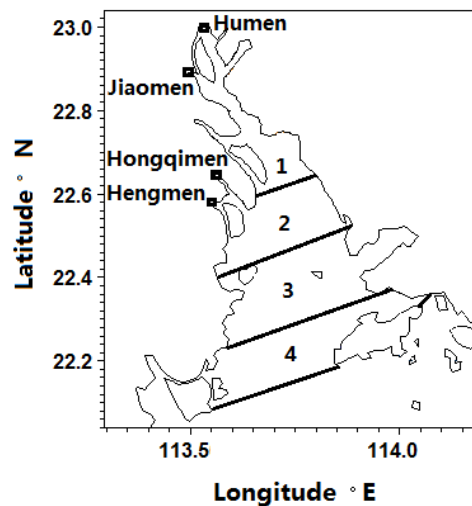 23.0
Humen
Jiaomen
22.8
Hongqimen
1
22.6
Hengmen
2
22.4
3
22.2
4
113.5
114.0
Latitude ° N
Longitude ° E